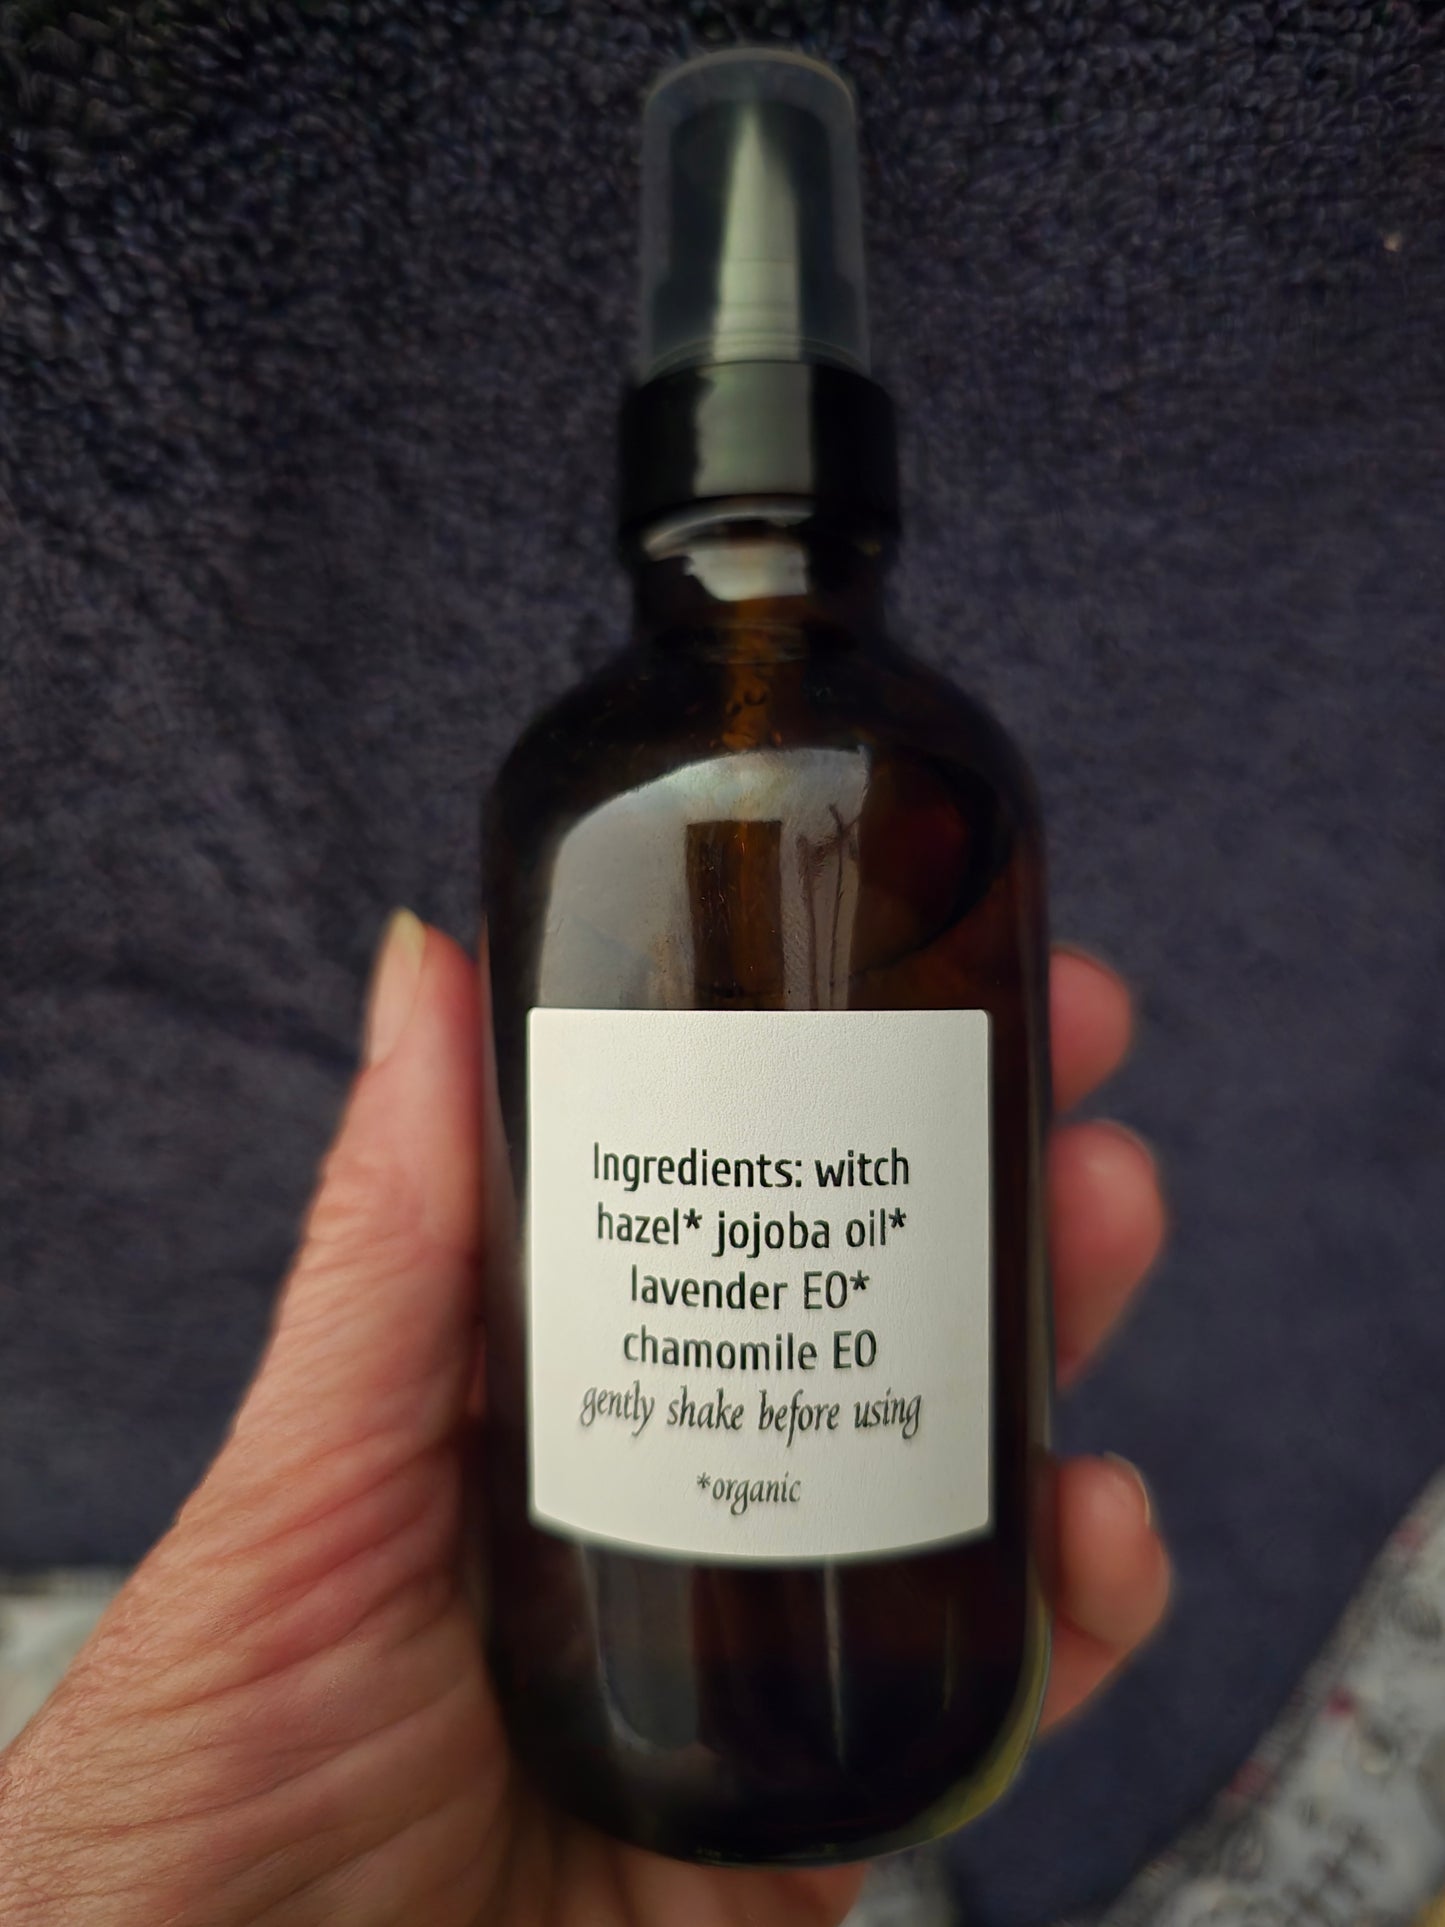 Ingredients: witch
hazel* jojoba oil*
lavender EO*
chamomile EO
gently shake before using
*organic